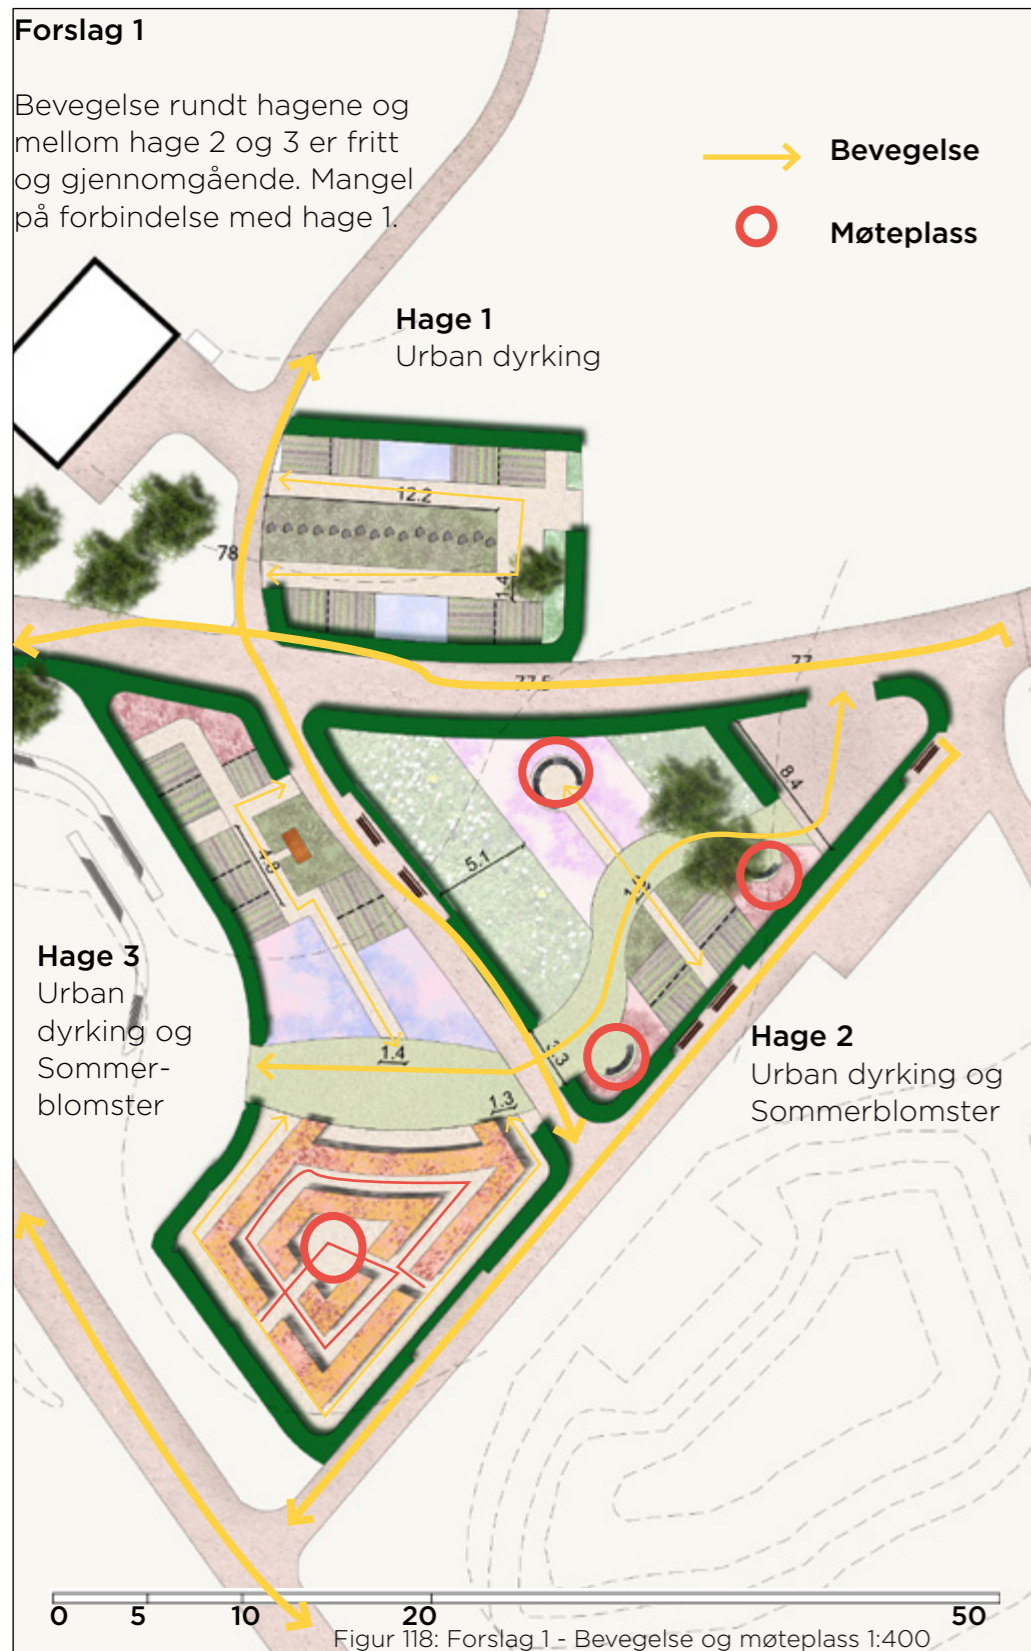 Forslag 1
Bevegelse rundt hagene og
mellom hage 2 og 3 er fritt
og gjennomgående. Mangel
på forbindelse med hage 1.
Bevegelse
Møteplass
Hage 1
Urban dyrking
12.2
78
1.4
77
77.5
8.4
5.1
Hage 3
Urban
dyrking og
Sommer-
blomster
1.4
1.3
3.3
Hage 2
Urban dyrking og
Sommerblomster
0 5 10 20 50
Figur 118: Forslag 1 - Bevegelse og møteplass 1:400